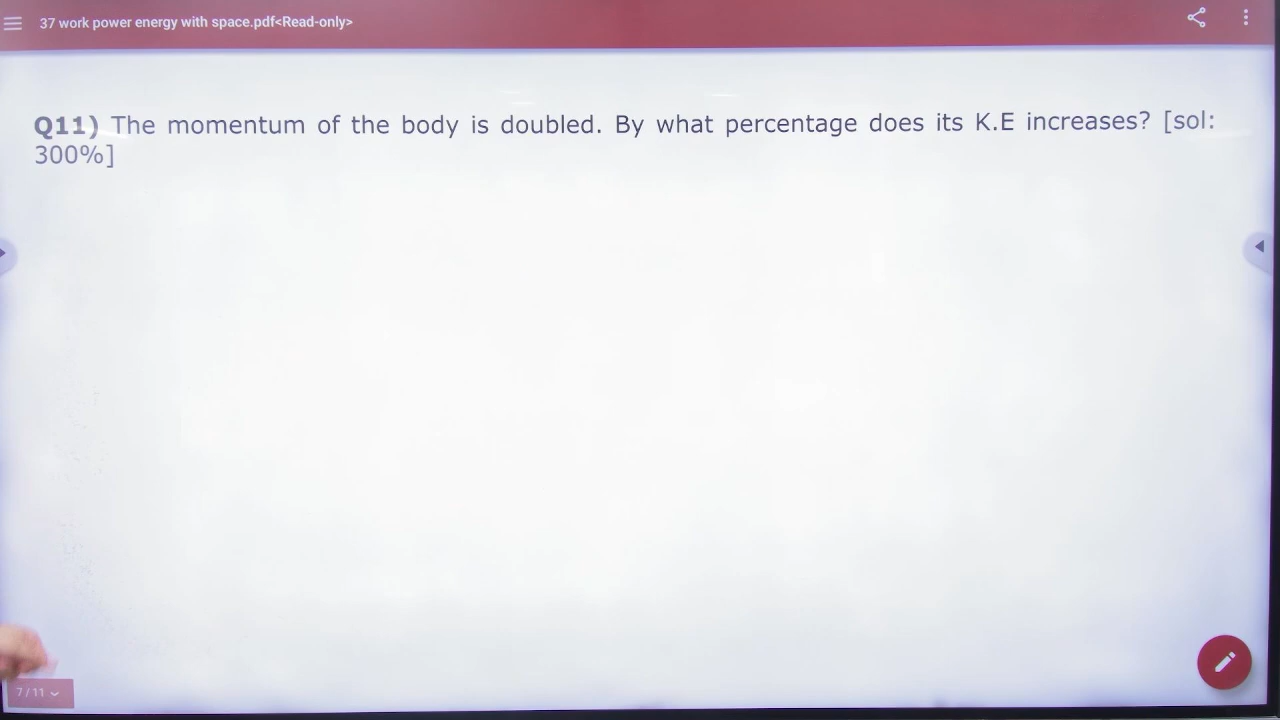 37 work power energy with space.pdf<Read-only>
Q11) The momentum of the body is doubled. By what percentage does its K.E increases? [sol:
300%]
7 / 11